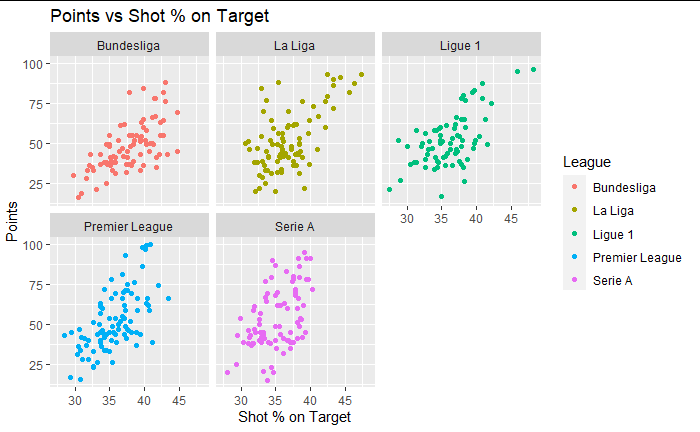 Points vs Shot % on Target
Bundesliga
La Liga
Ligue 1
100
75
50
25
30
35
40
45
League
Bundesliga
La Liga
Ligue 1
Premier League
Serie A
Points
Premier League
Serie A
100
75
50
25
30
35
40
45
30
35
40
45
Shot % on Target